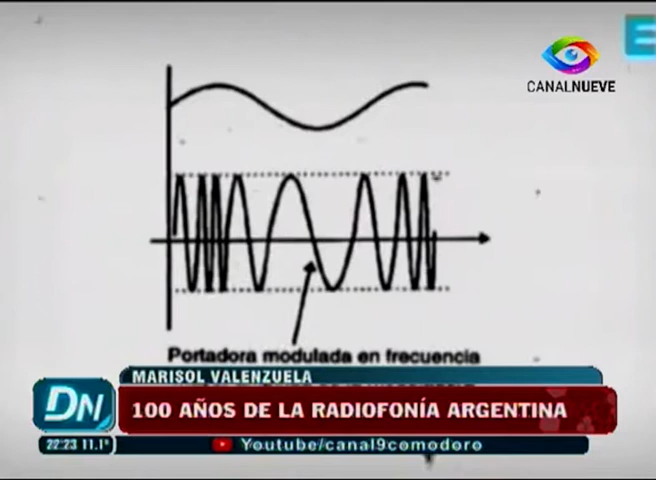 E
CANALNUEVE
Portadora modulada en frecuencia
MARISOL VALENZUELA
DN
100 AÑOS DE LA RADIOFONÍA ARGENTINA
22:23 11.1°
Youtube/canal9comodoro